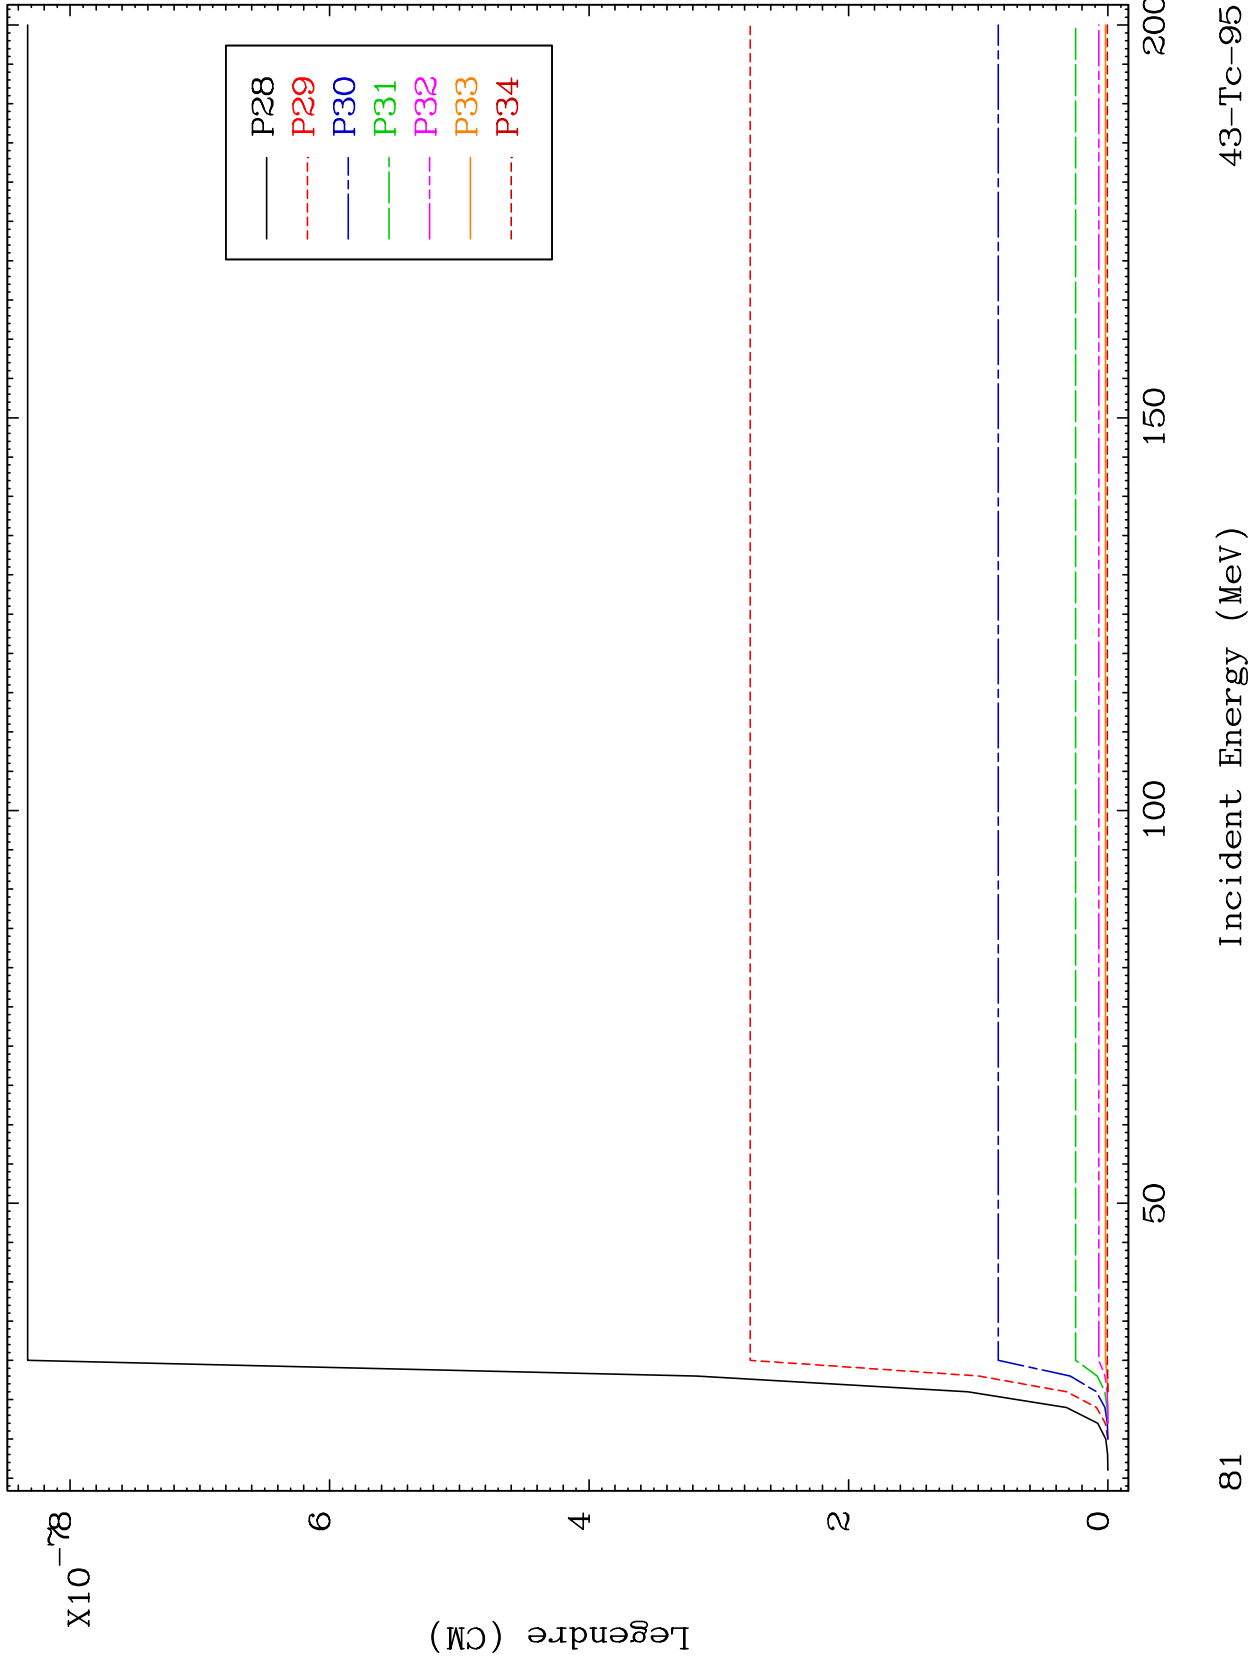 X10-7
8
6
4
2
0
Legendre (CM)
P28
P29
P30
P31
P32
P33
P34
50 100 150 200
Incident Energy (MeV)
81 43-Tc-95